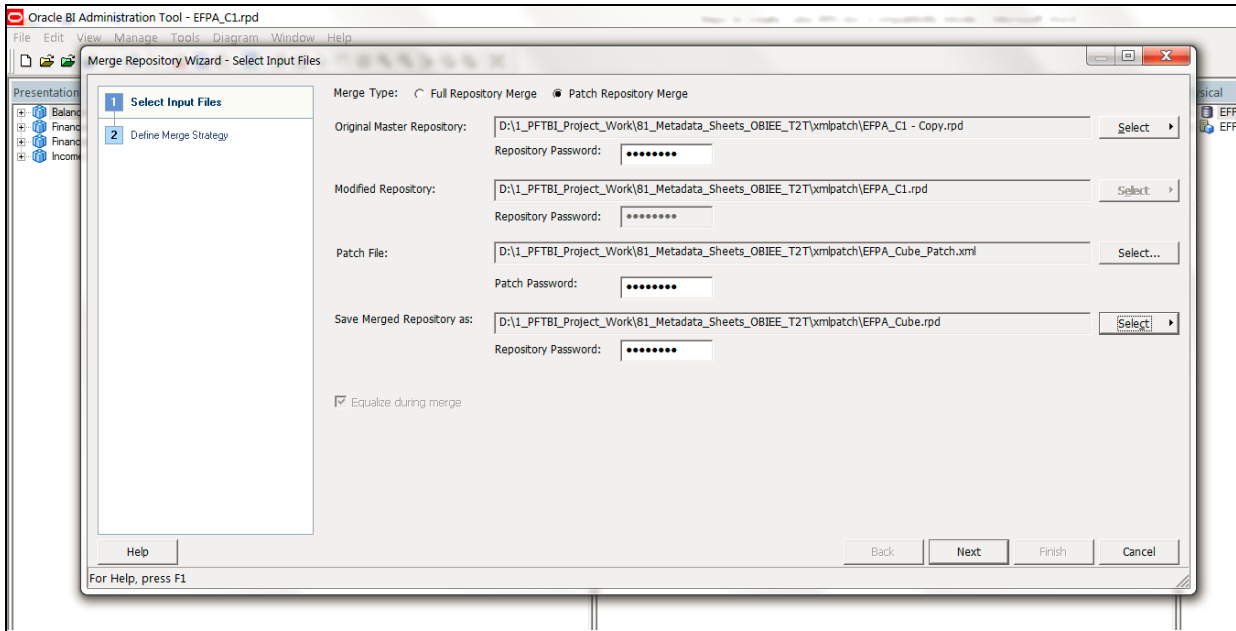 Oracle BI Administration Tool - EFPA_C1.rpd
File Edit View Manage Tools Diagram Window Help
Merge Repository Wizard - Select Input Files
Presentation
Balanc
Financ
Financ
Income
sical
EFF
EFF
1 Select Input Files
2 Define Merge Strategy
Merge Type: Full Repository Merge Patch Repository Merge
Original Master Repository: D:\1_PFTBI_Project_Work\81_Metadata_Sheets_OBIEE_T2T\xmlpatch\EFPA_C1 - Copy.rpd Select
Repository Password: ••••••••
Modified Repository: D:\1_PFTBI_Project_Work\81_Metadata_Sheets_OBIEE_T2T\xmlpatch\EFPA_C1.rpd Select
Repository Password: ••••••••
Patch File: D:\1_PFTBI_Project_Work\81_Metadata_Sheets_OBIEE_T2T\xmlpatch\EFPA_Cube_Patch.xml Select...
Patch Password: ••••••••
Save Merged Repository as: D:\1_PFTBI_Project_Work\81_Metadata_Sheets_OBIEE_T2T\xmlpatch\EFPA_Cube.rpd Select
Repository Password: ••••••••
Equalize during merge
Help Back Next Finish Cancel
For Help, press F1